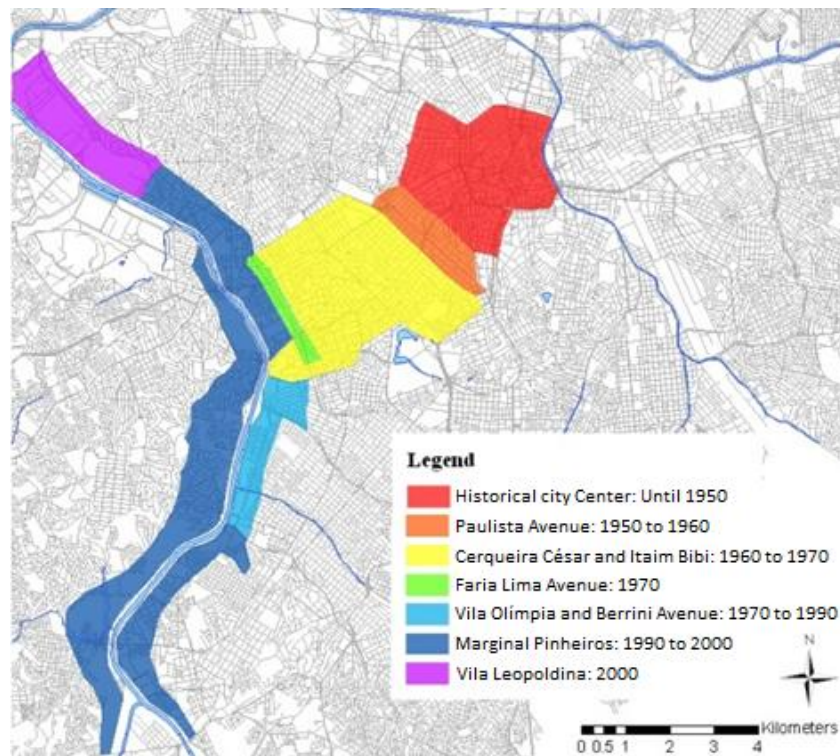 Legend
Historical city Center: Until 1950
Paulista Avenue: 1950 to 1960
Cerqueira César and Itaim Bibi: 1960 to 1970
Faria Lima Avenue: 1970
Vila Olímpia and Berrini Avenue: 1970 to 1990
Marginal Pinheiros: 1990 to 2000
Vila Leopoldina: 2000
N
Kilometers
0 0.5 1 2 3 4